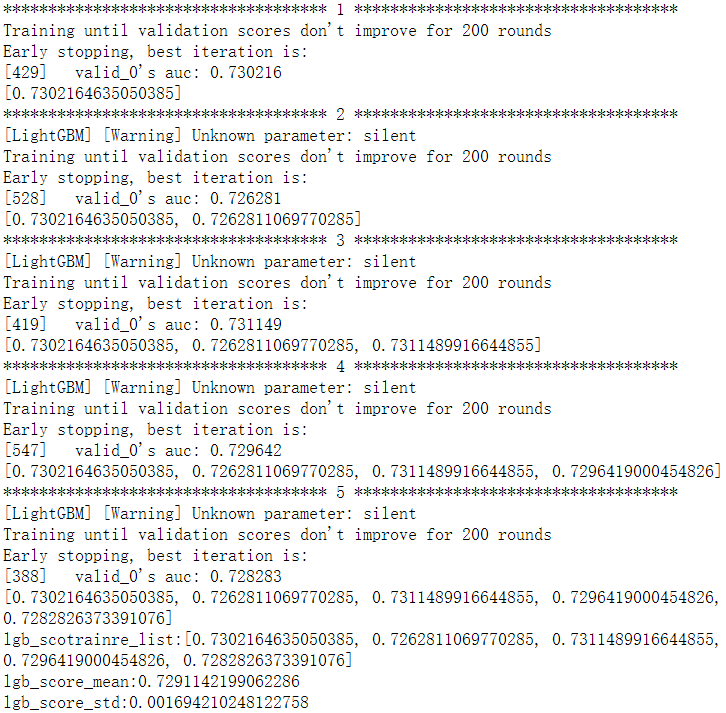 ************************************ 1 ************************************
Training until validation scores don't improve for 200 rounds
Early stopping, best iteration is:
[429]   valid_0's auc: 0.730216
[0.7302164635050385]
************************************ 2 ************************************
[LightGBM] [Warning] Unknown parameter: silent
Training until validation scores don't improve for 200 rounds
Early stopping, best iteration is:
[528]   valid_0's auc: 0.726281
[0.7302164635050385, 0.7262811069770285]
************************************ 3 ************************************
[LightGBM] [Warning] Unknown parameter: silent
Training until validation scores don't improve for 200 rounds
Early stopping, best iteration is:
[419]   valid_0's auc: 0.731149
[0.7302164635050385, 0.7262811069770285, 0.7311489916644855]
************************************ 4 ************************************
[LightGBM] [Warning] Unknown parameter: silent
Training until validation scores don't improve for 200 rounds
Early stopping, best iteration is:
[547]   valid_0's auc: 0.729642
[0.7302164635050385, 0.7262811069770285, 0.7311489916644855, 0.7296419000454826]
************************************ 5 ************************************
[LightGBM] [Warning] Unknown parameter: silent
Training until validation scores don't improve for 200 rounds
Early stopping, best iteration is:
[388]   valid_0's auc: 0.728283
[0.7302164635050385, 0.7262811069770285, 0.7311489916644855, 0.7296419000454826,
0.7282826373391076]
lgb_scotrainre_list:[0.7302164635050385, 0.7262811069770285, 0.7311489916644855,
0.7296419000454826, 0.7282826373391076]
lgb_score_mean:0.7291142199062286
lgb_score_std:0.001694210248122758